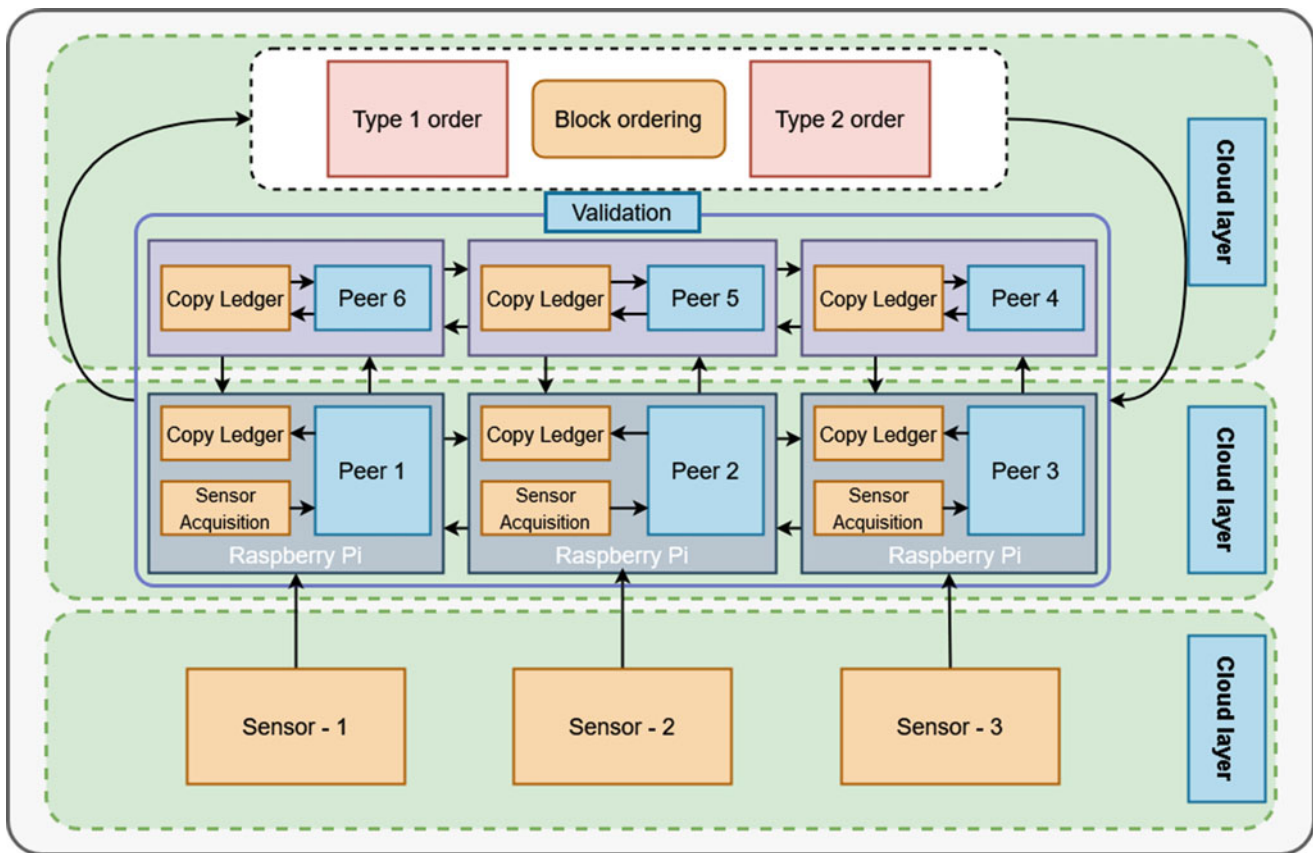 Type 1 order
Block ordering
Type 2 order
Cloud layer
Validation
Copy Ledger
Peer 6
Copy Ledger
Peer 5
Copy Ledger
Peer 4
Copy Ledger
Peer 1
Sensor
Acquisition
Raspberry Pi
Copy Ledger
Peer 2
Sensor
Acquisition
Raspberry Pi
Copy Ledger
Peer 3
Sensor
Acquisition
Raspberry Pi
Cloud layer
Sensor - 1
Sensor - 2
Sensor - 3
Cloud layer